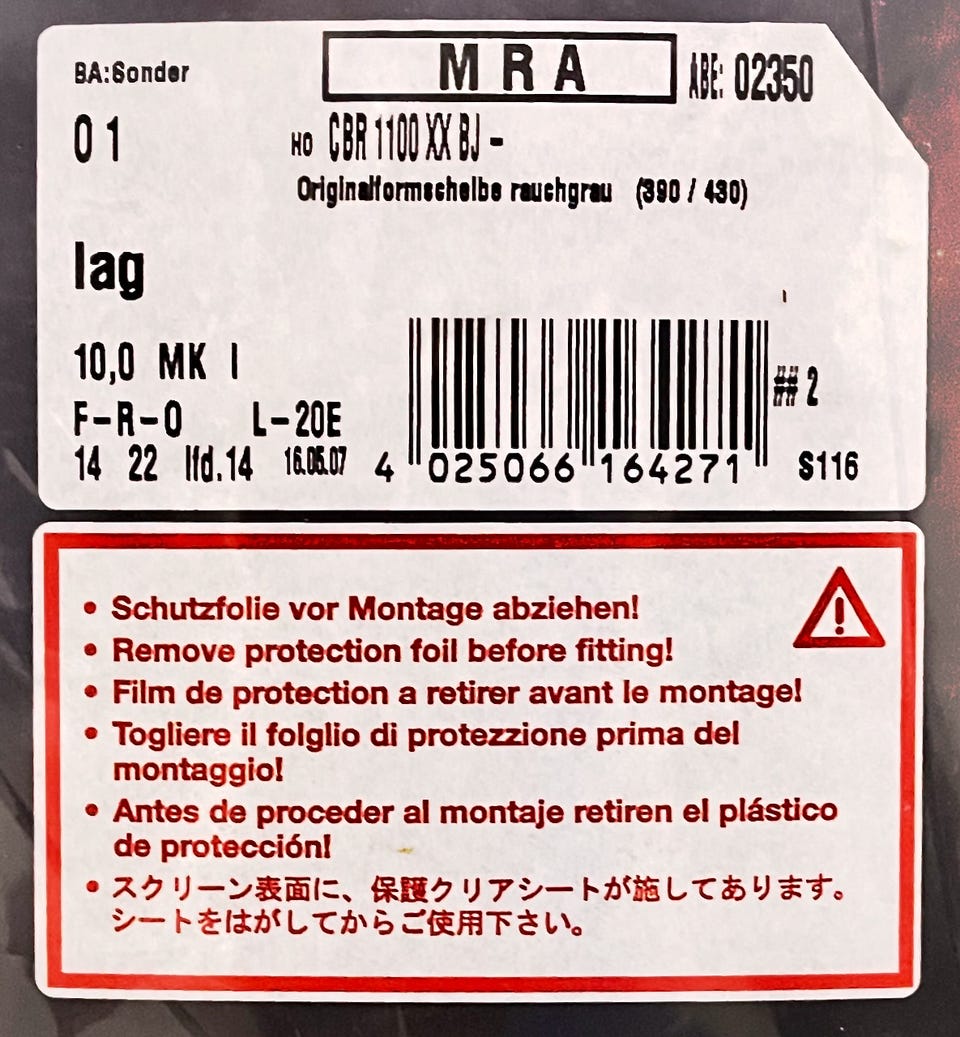 BA:Sonder
MRA
ABE: 02350
01
HO CBR 1100 XX BJ -
Originalformscheibe rauchgrau (390 / 430)
lag
10,0 MK I
## 2
F-R-O L-20E
14 22 lfd.14 16.05.07
4 025066 164271
S116
• Schutzfolie vor Montage abziehen!
• Remove protection foil before fitting!
• Film de protection a retirer avant le montage!
• Togliere il folglio di protezzione prima del
montaggio!
• Antes de proceder al montaje retiren el plástico
de protección!
• スクリーン表面に、保護クリアシートが施してあります。
シートをはがしてからご使用下さい。